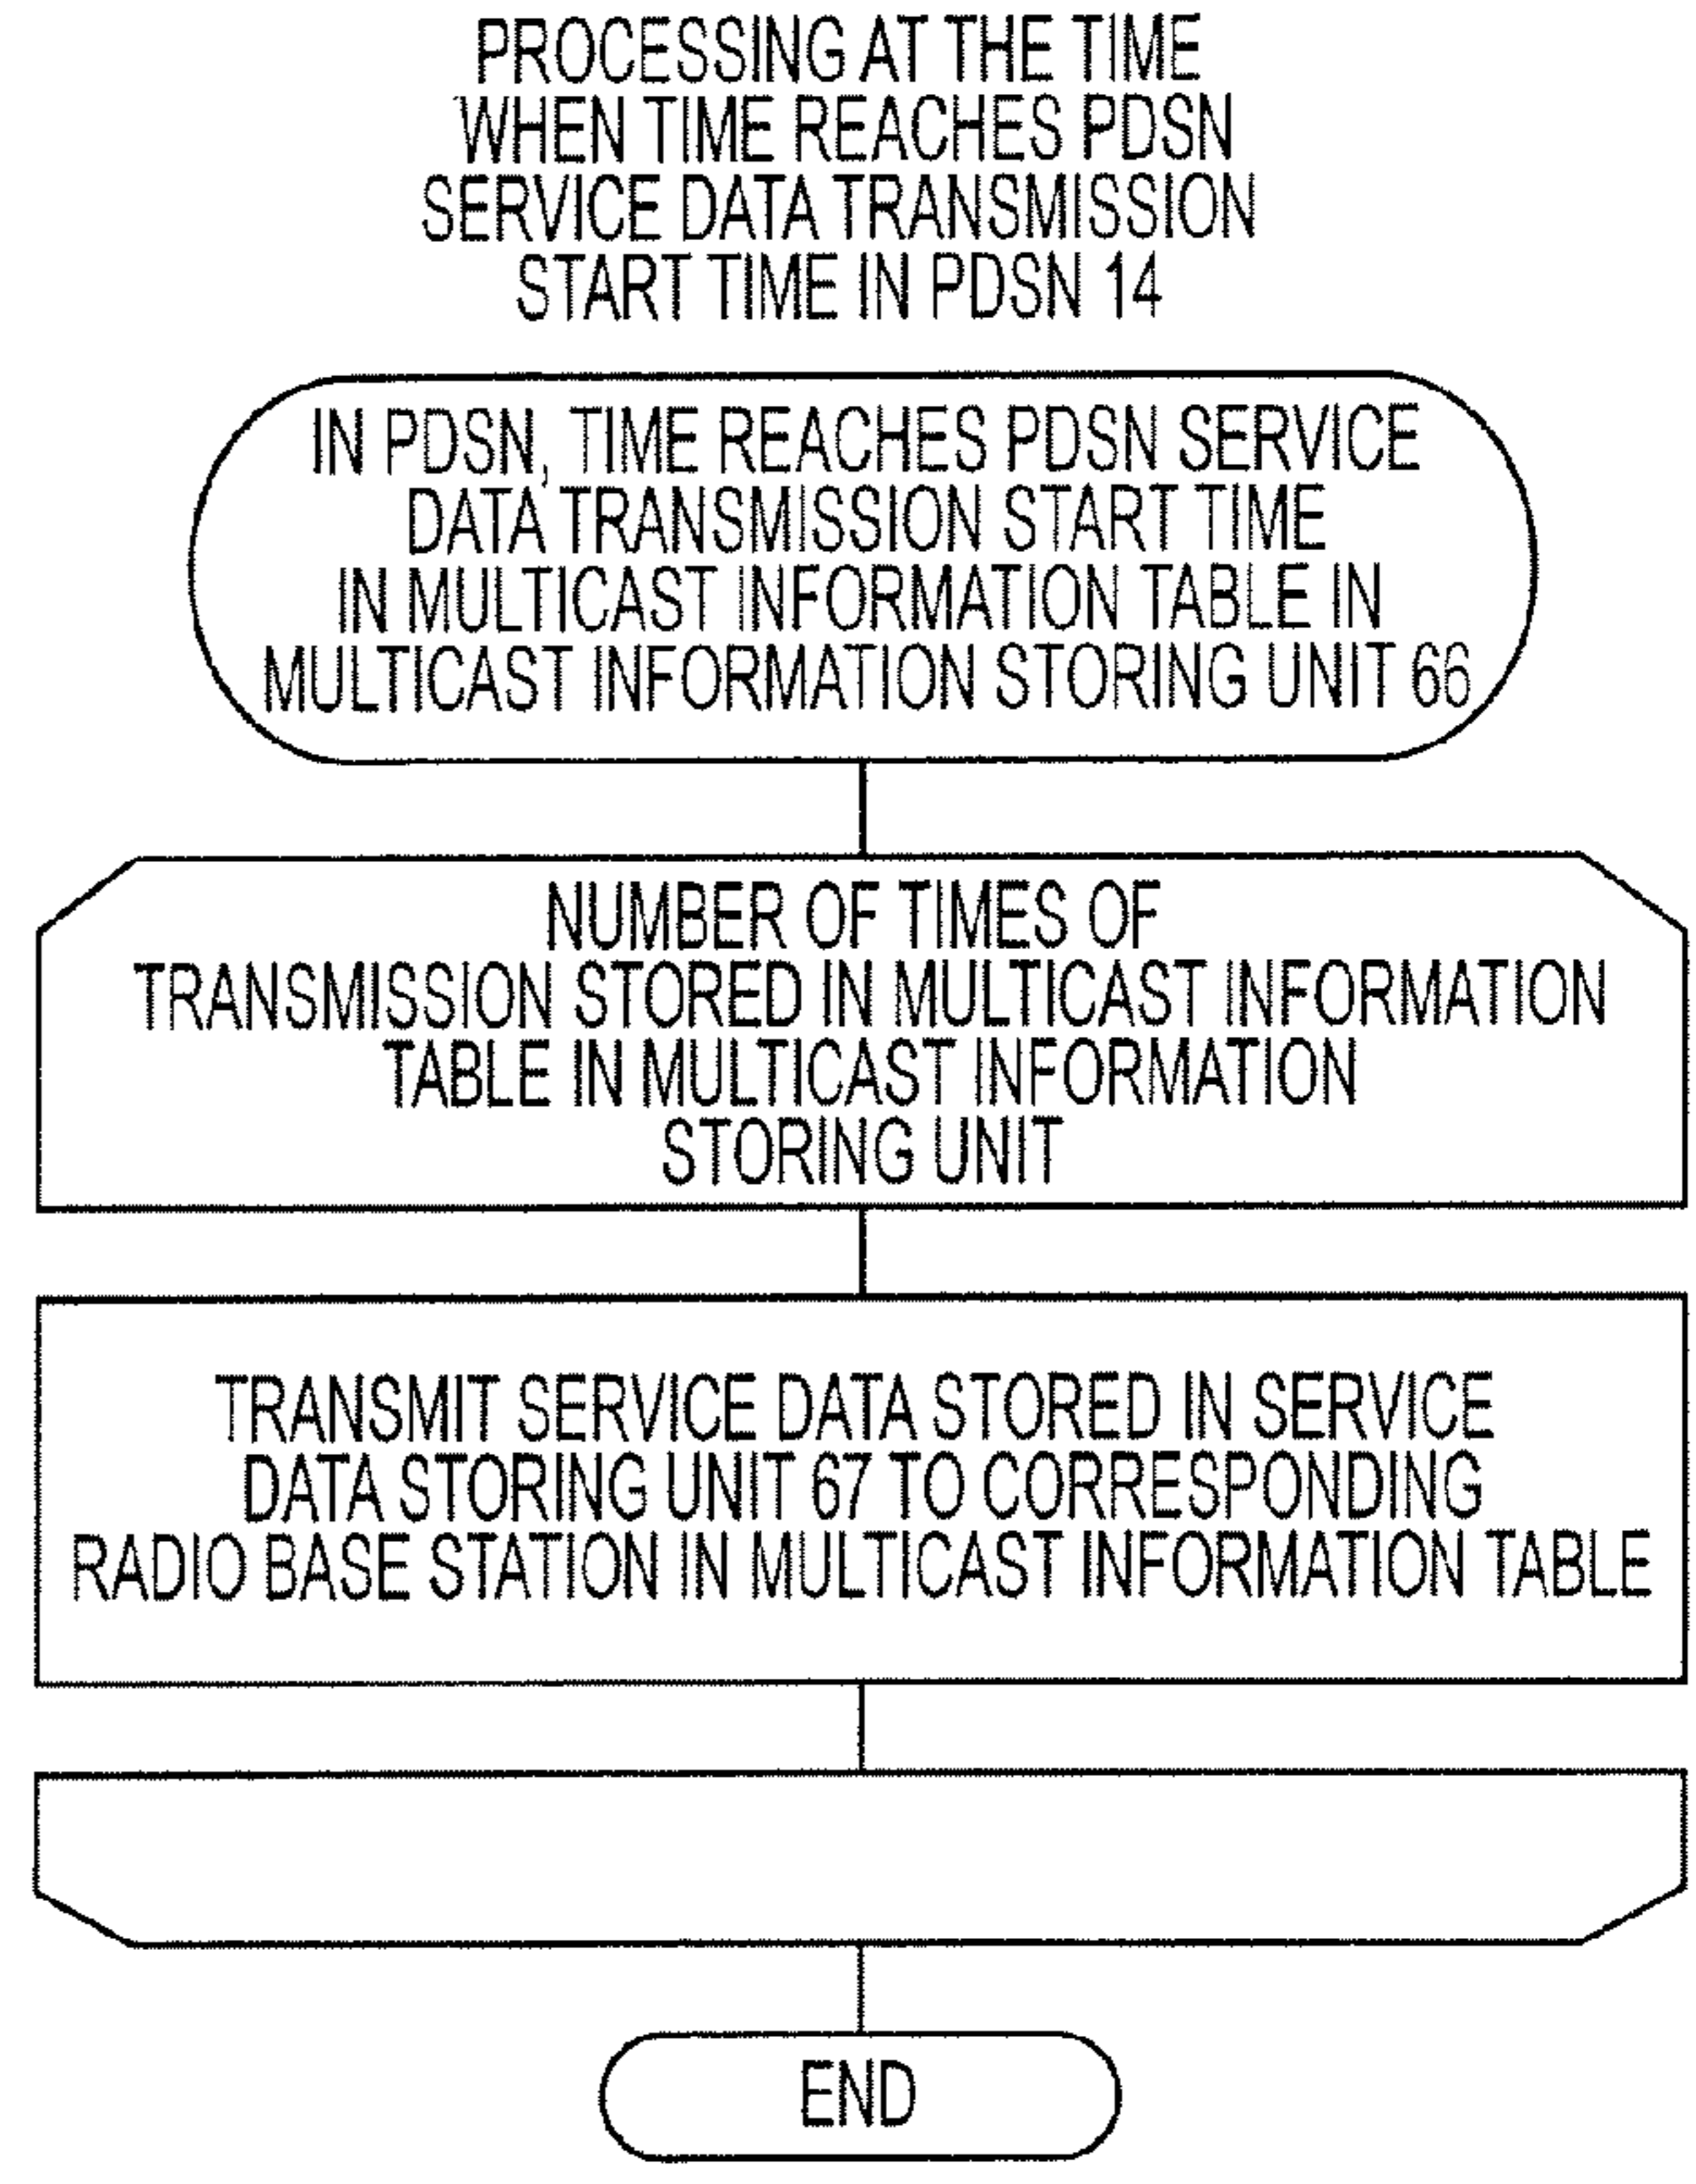 PROCESSING AT THE TIME
WHEN TIME REACHES PDSN
SERVICE DATA TRANSMISSION
START TIME IN PDSN 14
IN PDSN, TIME REACHES PDSN SERVICE
DATA TRANSMISSION START TIME
IN MULTICAST INFORMATION TABLE IN
MULTICAST INFORMATION STORING UNIT 66
NUMBER OF TIMES OF
TRANSMISSION STORED IN MULTICAST INFORMATION
TABLE IN MULTICAST INFORMATION
STORING UNIT
TRANSMIT SERVICE DATA STORED IN SERVICE
DATA STORING UNIT 67 TO CORRESPONDING
RADIO BASE STATION IN MULTICAST INFORMATION TABLE
END